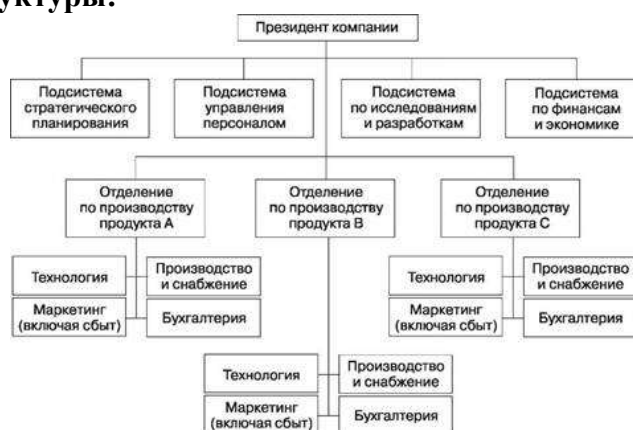 уктуры:
Президент компании
Подсистема
стратегического
планирования
Подсистема
управления
персоналом
Подсистема
по исследованиям
и разработкам
Подсистема
по финансам
и экономике
Отделение
по производству
продукта А
Отделение
по производству
продукта В
Отделение
по производству
продукта С
Технология
Производство
и снабжение
Маркетинг
(включая сбыт)
Бухгалтерия
Технология
Производство
и снабжение
Маркетинг
(включая сбыт)
Бухгалтерия
Технология
Производство
и снабжение
Маркетинг
(включая сбыт)
Бухгалтерия